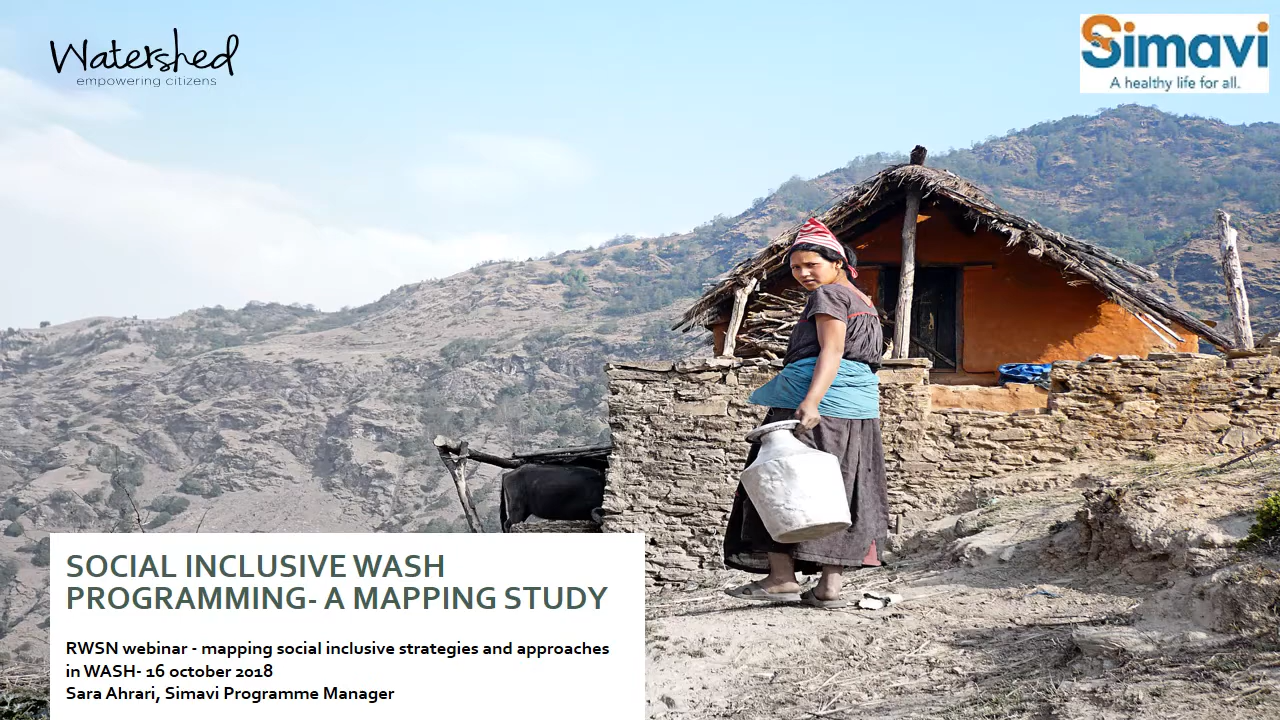 Watershed
empowering citizens
Simavi
A healthy life for all.
SOCIAL INCLUSIVE WASH
PROGRAMMING- A MAPPING STUDY
RWSN webinar - mapping social inclusive strategies and approaches
in WASH- 16 october 2018
Sara Ahrari, Simavi Programme Manager